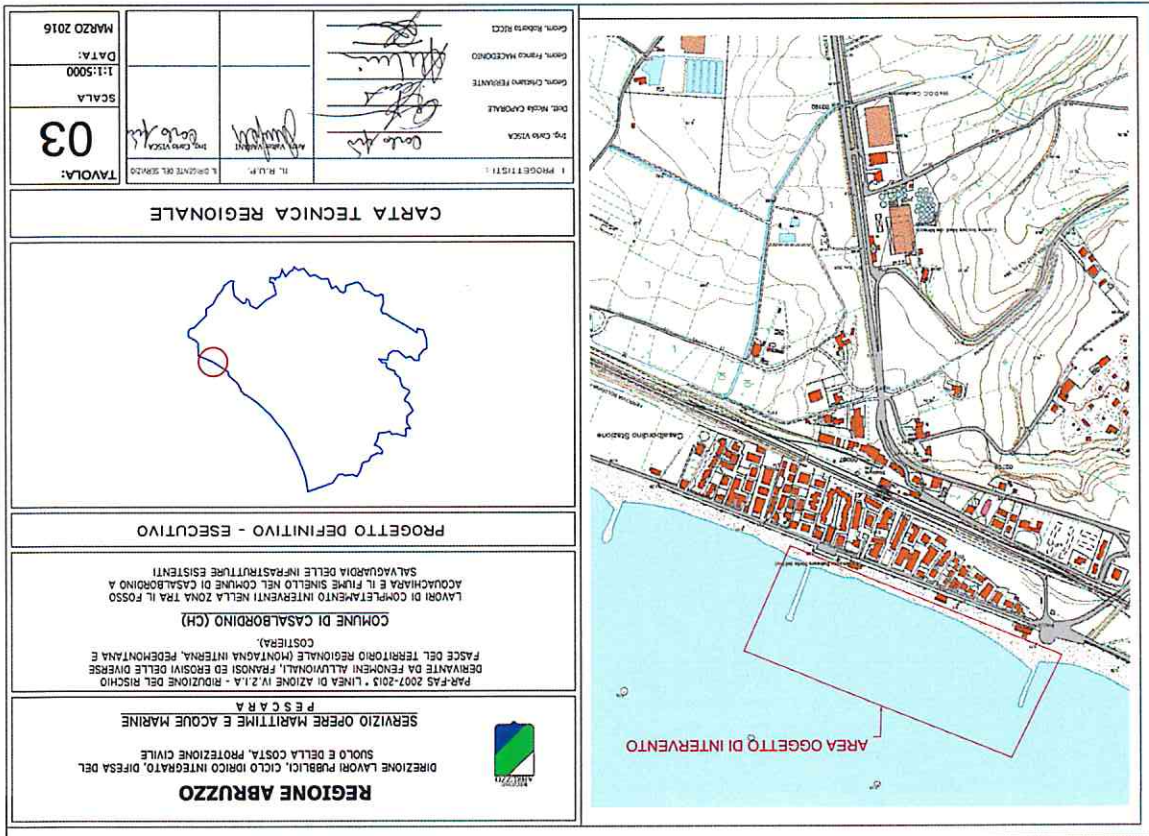 REGIONE ABRUZZO
DIREZIONE LAVORI PUBBLICI, CICLO IDRICO INTEGRATO, DIFESA DEL
SUOLO E DELLA COSTA, PROTEZIONE CIVILE
SERVIZIO OPERE MARITTIME E ACQUE MARINE
PESCARA
REGIONE
ABRUZZO
PAR-FAS 2007-2013 * LINEA DI AZIONE IV.2.1.A - RIDUZIONE DEL RISCHIO
DERIVANTE DA FENOMENI ALLUVIONALI, FRANOSI ED EROSIVI DELLE DIVERSE
FASCE DEL TERRITORIO REGIONALE (MONTAGNA INTERNA, PEDEMONTANA E
COSTIERA).
COMUNE DI CASALBORDINO (CH)
LAVORI DI COMPLETAMENTO INTERVENTI NELLA ZONA TRA IL FOSSO
ACQUACHIARA E IL FIUME SINELLO NEL COMUNE DI CASALBORDINO A
SALVAGUARDIA DELLE INFRASTRUTTURE ESISTENTI
PROGETTO DEFINITIVO - ESECUTIVO
CARTA TECNICA REGIONALE
I PROGETTISTI :
Ing. Carlo VISCA
Dott. Nicola CAPORALE
Geom. Cristiano FERRANTE
Geom. Franco MACEDONIO
Geom. Roberto RICCI
IL R.U.P.
IL DIRIGENTE DEL SERVIZIO
Ing. Carlo VISCA
TAVOLA:
03
SCALA
1:1:5000
DATA:
MARZO 2016
AREA OGGETTO DI INTERVENTO
Casalbordino Stazione